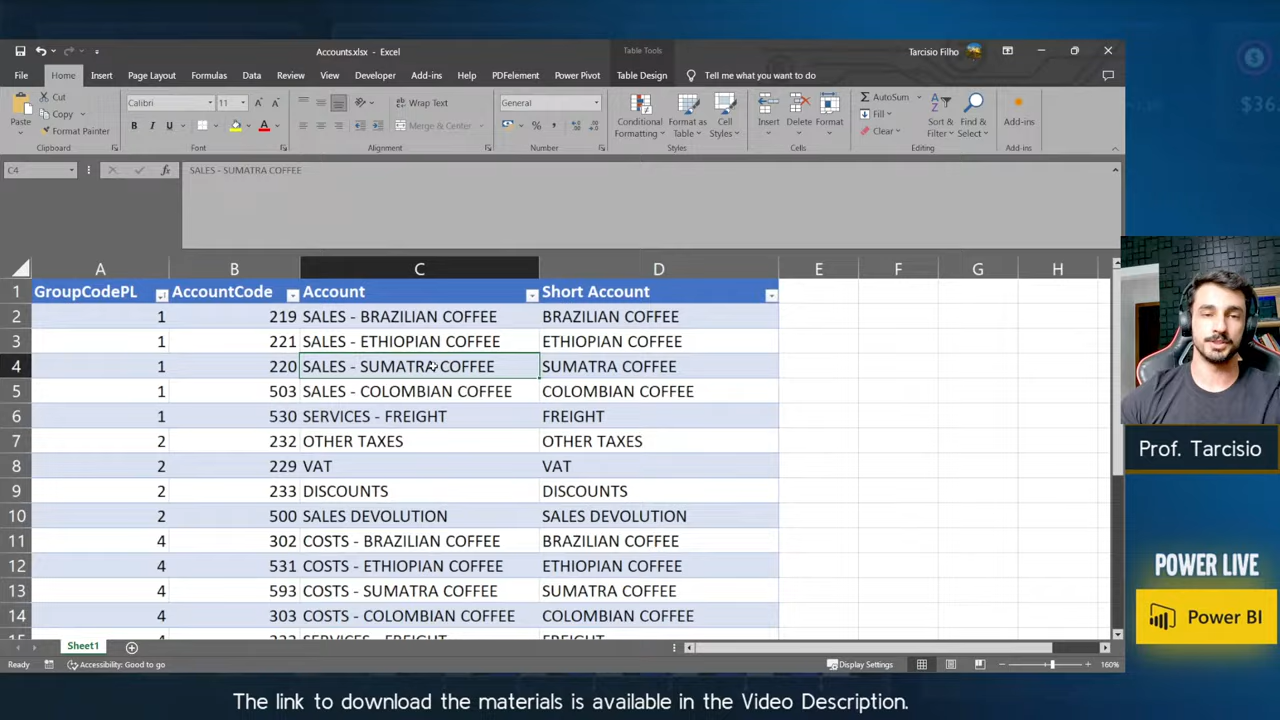 Accounts.xlsx - Excel
Table Tools
Tarcisio Filho
File Home Insert Page Layout Formulas Data Review View Developer Add-ins Help PDFelement Power Pivot Table Design Tell me what you want to do
Paste
Cut
Copy
Format Painter
Clipboard
Calibri 11
B I U
Font
Wrap Text
Merge & Center
Alignment
General
Number
Conditional Formatting
Format as Table
Cell Styles
Styles
Insert Delete Format
Cells
AutoSum
Fill
Clear
Sort & Filter
Find & Select
Editing
Add-ins
Add-ins
C4 fx SALES - SUMATRA COFFEE
A B C D E F G H
1 GroupCodePL AccountCode Account Short Account
2 1 219 SALES - BRAZILIAN COFFEE BRAZILIAN COFFEE
3 1 221 SALES - ETHIOPIAN COFFEE ETHIOPIAN COFFEE
4 1 220 SALES - SUMATRA COFFEE SUMATRA COFFEE
5 1 503 SALES - COLOMBIAN COFFEE COLOMBIAN COFFEE
6 1 530 SERVICES - FREIGHT FREIGHT
7 2 232 OTHER TAXES OTHER TAXES
8 2 229 VAT VAT
9 2 233 DISCOUNTS DISCOUNTS
10 2 500 SALES DEVOLUTION SALES DEVOLUTION
11 4 302 COSTS - BRAZILIAN COFFEE BRAZILIAN COFFEE
12 4 531 COSTS - ETHIOPIAN COFFEE ETHIOPIAN COFFEE
13 4 593 COSTS - SUMATRA COFFEE SUMATRA COFFEE
14 4 303 COSTS - COLOMBIAN COFFEE COLOMBIAN COFFEE
SERVICES - FREIGHT FREIGHT
Sheet1
Ready Accessibility: Good to go Display Settings 160%
Prof. Tarcisio
POWER LIVE
Power BI
The link to download the materials is available in the Video Description.